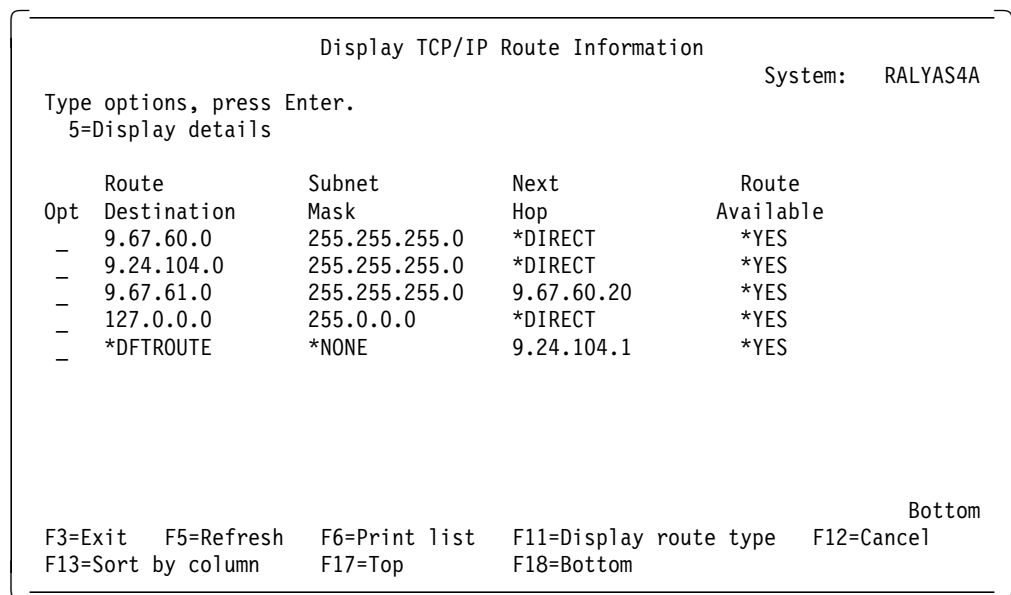 Display TCP/IP Route Information
System: RALYAS4A
Type options, press Enter.
5=Display details
Route Subnet Next Route
Opt Destination Mask Hop Available
_ 9.67.60.0 255.255.255.0 *DIRECT *YES
_ 9.24.104.0 255.255.255.0 *DIRECT *YES
_ 9.67.61.0 255.255.255.0 9.67.60.20 *YES
_ 127.0.0.0 255.0.0.0 *DIRECT *YES
_ *DFTROUTE *NONE 9.24.104.1 *YES
Bottom
F3=Exit F5=Refresh F6=Print list F11=Display route type F12=Cancel
F13=Sort by column F17=Top F18=Bottom